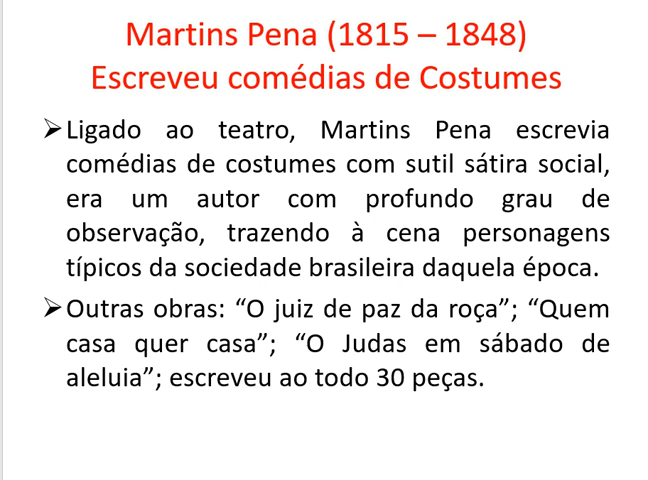 Martins Pena (1815 – 1848)
Escreveu comédias de Costumes
➢Ligado ao teatro, Martins Pena escrevia
comédias de costumes com sutil sátira social,
era um autor com profundo grau de
observação, trazendo à cena personagens
típicos da sociedade brasileira daquela época.
➢Outras obras: “O juiz de paz da roça”; “Quem
casa quer casa”; “O Judas em sábado de
aleluia”; escreveu ao todo 30 peças.